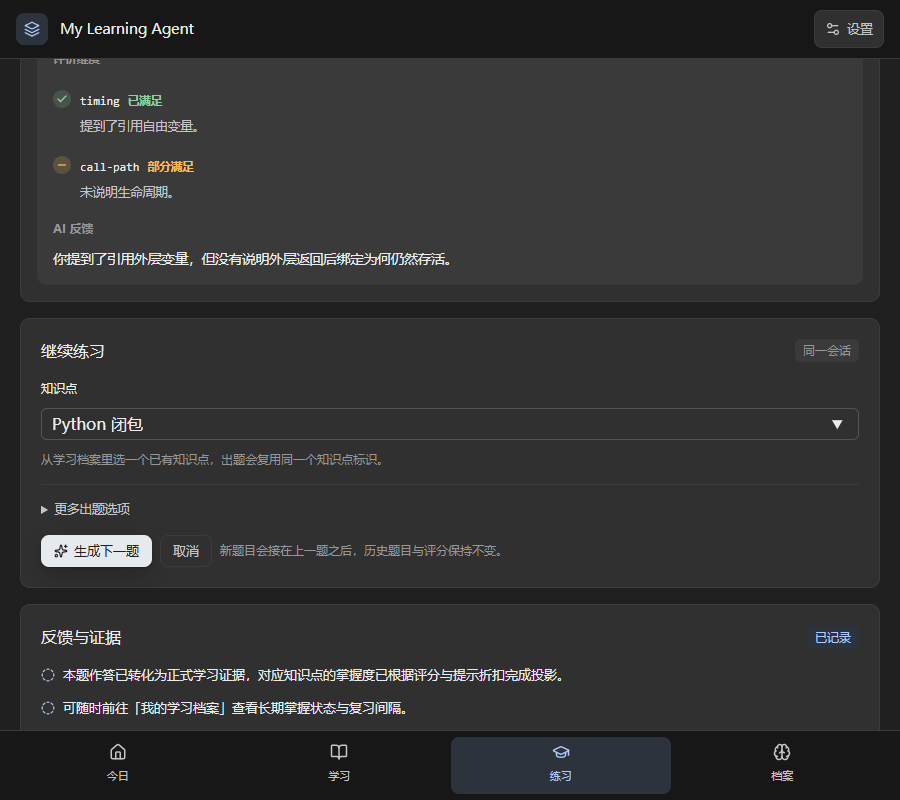 My Learning Agent
设置
评价维度
timing 已满足
提到了引用自由变量。
call-path 部分满足
未说明生命周期。
AI 反馈
你提到了引用外层变量，但没有说明外层返回后绑定为何仍然存活。
继续练习
同一会话
知识点
Python 闭包
从学习档案里选一个已有知识点，出题会复用同一个知识点标识。
更多出题选项
生成下一题
取消
新题目会接在上一题之后，历史题目与评分保持不变。
反馈与证据
已记录
本题作答已转化为正式学习证据，对应知识点的掌握度已根据评分与提示折扣完成投影。
可随时前往「我的学习档案」查看长期掌握状态与复习间隔。
今日
学习
练习
档案